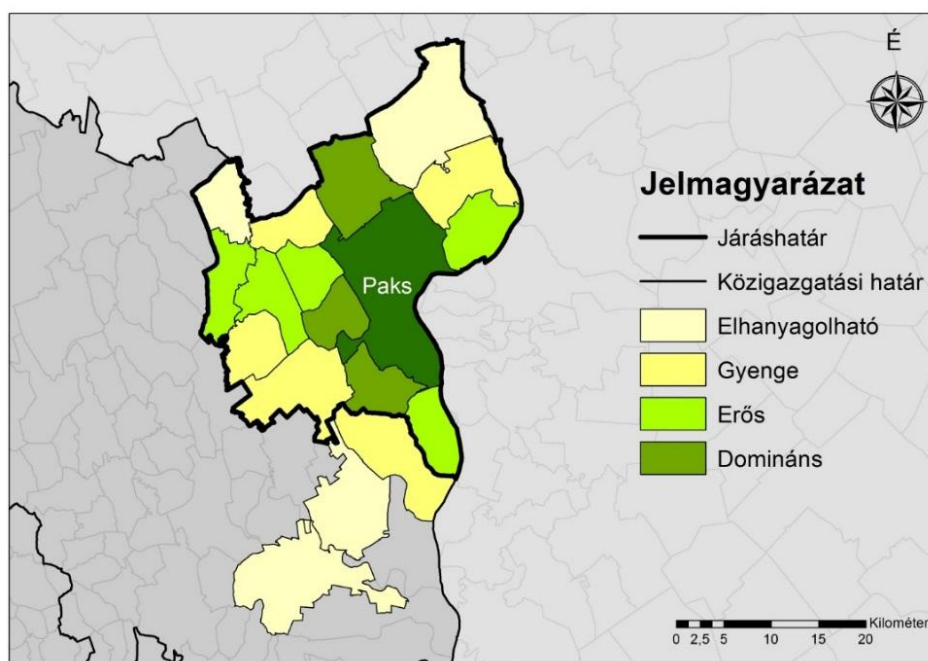 É
Jelmagyarázat
Járáshatár
Közigazgatási határ
Elhanyagolható
Gyenge
Erős
Domináns
Paks
Kilométer
0 2,5 5 10 15 20